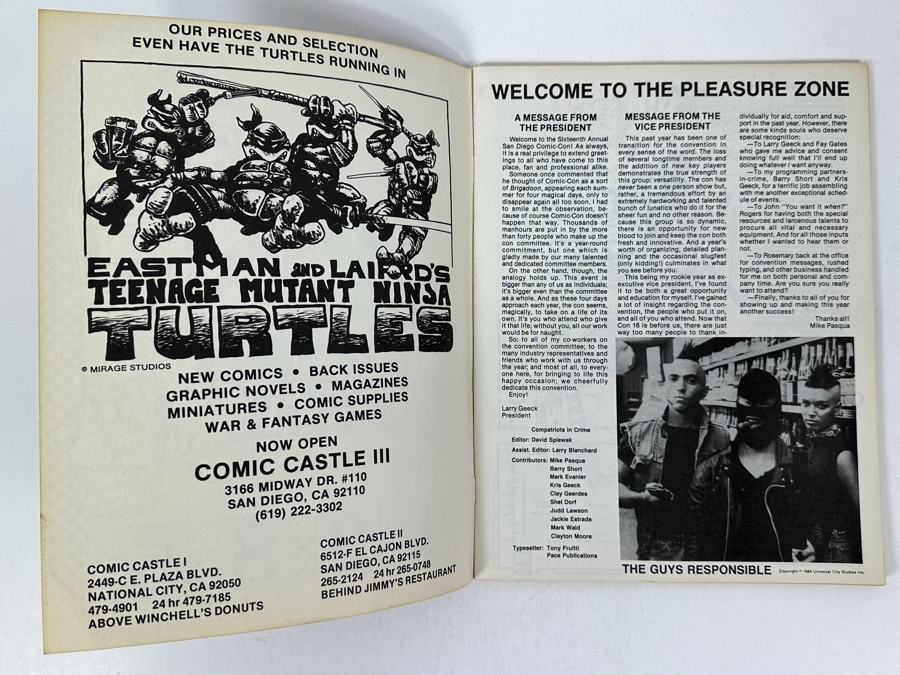 OUR PRICES AND SELECTION
EVEN HAVE THE TURTLES RUNNING IN
EASTMAN AND LAIRD'S
TEENAGE MUTANT NINJA
TURTLES
© MIRAGE STUDIOS
NEW COMICS • BACK ISSUES
GRAPHIC NOVELS • MAGAZINES
MINIATURES • COMIC SUPPLIES
WAR & FANTASY GAMES
NOW OPEN
COMIC CASTLE III
3166 MIDWAY DR. #110
SAN DIEGO, CA 92110
(619) 222-3302
COMIC CASTLE I
2449-C E. PLAZA BLVD.
NATIONAL CITY, CA 92050
479-4901 24 hr 479-7185
ABOVE WINCHELL'S DONUTS
COMIC CASTLE II
6512-F EL CAJON BLVD.
SAN DIEGO, CA 92115
265-2124 24 hr 265-0748
BEHIND JIMMY'S RESTAURANT
WELCOME TO THE PLEASURE ZONE
A MESSAGE FROM
THE PRESIDENT
Welcome to the Sixteenth Annual
San Diego Comic-Con! As always,
it is a real privilege to extend greet-
ings to all who have come to this
place, fan and professional alike.
Someone once commented that
he thought of Comic-Con as a sort
of Brigadoon, appearing each sum-
mer for four magical days, only to
disappear again all too soon. I had
to smile at the observation, be-
cause of course Comic-Con doesn't
happen that way. Thousands of
manhours are put in by the more
than forty people who make up the
con committee. It's a year-round
commitment, but one which is
gladly made by our many talented
and dedicated committee members.
On the other hand, though, the
analogy holds up. This event is
bigger than any of us as individuals;
it's bigger even than the committee
as a whole. And as these four days
approach each year, the con seems,
magically, to take on a life of its
own. It's you who attend who give
it that life; without you, all our work
would be for naught.
So; to all of my co-workers on
the convention committee; to the
many industry representatives and
friends who work with us through
the year; and most of all, to every-
one here, for bringing to life this
happy occasion; we cheerfully
dedicate this convention.
Enjoy!
Larry Geeck
President
Compatriots in Crime
Editor: David Splewak
Assist. Editor: Larry Blanchard
Contributors: Mike Pasqua
Barry Short
Mark Evanier
Kris Geeck
Clay Geerdes
Shel Dorf
Judd Lawson
Jackie Estrada
Mark Wald
Clayton Moore
Typesetter: Tony Fruitti
Pace Publications
MESSAGE FROM THE
VICE PRESIDENT
This past year has been one of
transition for the convention in
every sense of the word. The loss
of several longtime members and
the addition of new key players
demonstrates the true strength of
this group: versatility. The con has
never been a one person show but,
rather, a tremendous effort by an
extremely hardworking and talented
bunch of lunatics who do it for the
sheer fun and no other reason. Be-
cause this group is so dynamic,
there is an opportunity for new
blood to join and keep the con both
fresh and innovative. And a year's
worth of organizing, detailed plan-
ning and the occasional slugfest
(only kidding!) culminates in what
you see before you.
This being my rookie year as ex-
ecutive vice president, I've found
it to be both a great opportunity
and education for myself. I've gained
a lot of insight regarding the con-
vention, the people who put it on,
and all of you who attend. Now that
Con 16 is before us, there are just
way too many people to thank in-
dividually for aid, comfort and sup-
port in the past year. However, there
are some kinds souls who deserve
special recognition:
—To Larry Geeck and Fay Gates
who gave me advice and consent
knowing full well that I'll end up
doing whatever I want anyway.
—To my programming partners-
in-crime, Barry Short and Kris
Geeck, for a terrific job assembling
with me another exceptional sched-
ule of events.
—To John "You want it when?"
Rogers for having both the special
resources and larcenous talents to
procure all vital and necessary
equipment. And for all those inputs
whether I want to hear them or
not.
—To Rosemary back at the office
for convention messages, rushed
typing, and other business handled
for me on both personal and com-
pany time. Are you sure you really
want to attend?
—Finally, thanks to all of you for
showing up and making this year
another success!
Thanks all!
Mike Pasqua
THE GUYS RESPONSIBLE
Copyright © 1984 Universal City Studios Inc.